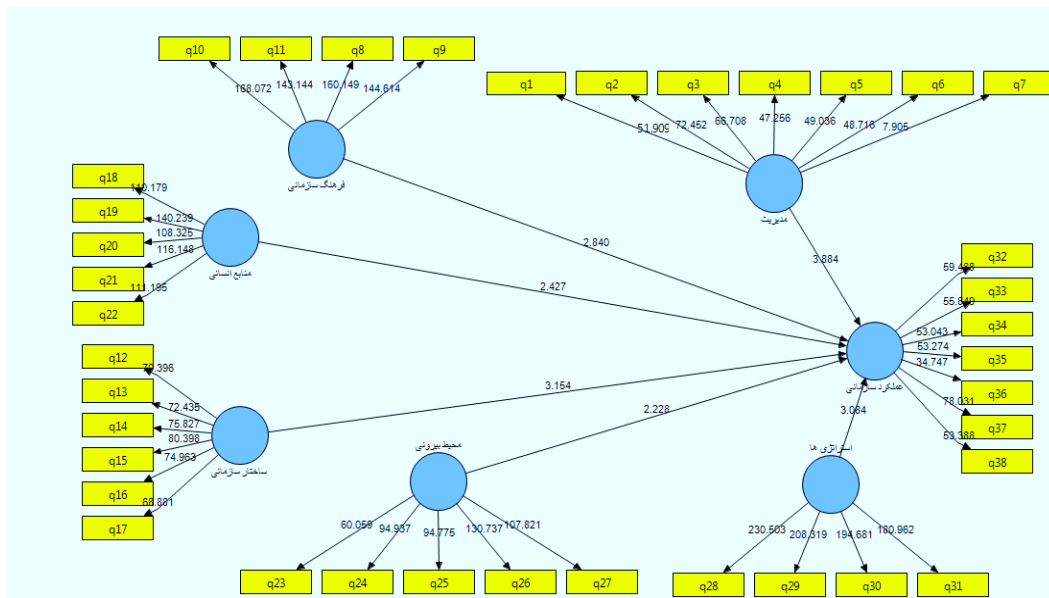 q10 q11 q8 q9
168.072 143.144 160.149 144.614
فرهنگ سازمانی
q1 q2 q3 q4 q5 q6 q7
51.909 72.462 66.708 47.256 49.036 48.716 7.905
مدیریت
q18
q19
q20
q21
q22
110.179
140.239
108.325
116.148
111.195
منابع انسانی
2.840
3.884
2.427
q12
q13
q14
q15
q16
q17
70.396
72.435
75.827
80.398
74.963
68.881
ساختار سازمانی
3.154
2.228
3.064
عملکرد سازمانی
59.488
55.849
53.043
53.274
34.747
78.031
53.388
q32
q33
q34
q35
q36
q37
q38
محیط بیرونی
60.059 94.937 94.775 130.737 107.821
q23 q24 q25 q26 q27
استراتژی ها
230.503 208.319 194.681 180.962
q28 q29 q30 q31